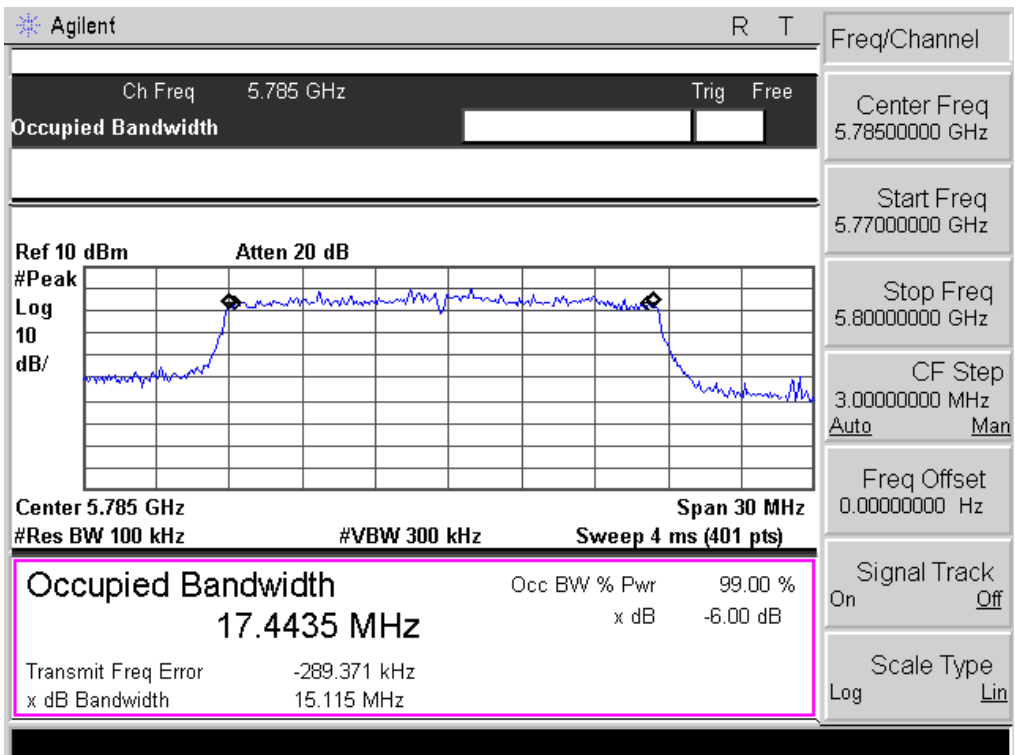 Agilent R T
Ch Freq 5.785 GHz Trig Free
Occupied Bandwidth
Ref 10 dBm Atten 20 dB
#Peak
Log
10
dB/
Center 5.785 GHz Span 30 MHz
#Res BW 100 kHz #VBW 300 kHz Sweep 4 ms (401 pts)
Occupied Bandwidth
17.4435 MHz
Occ BW % Pwr 99.00 %
x dB -6.00 dB
Transmit Freq Error -289.371 kHz
x dB Bandwidth 15.115 MHz
Freq/Channel
Center Freq
5.78500000 GHz
Start Freq
5.77000000 GHz
Stop Freq
5.80000000 GHz
CF Step
3.00000000 MHz
Auto Man
Freq Offset
0.00000000 Hz
Signal Track
On Off
Scale Type
Log Lin